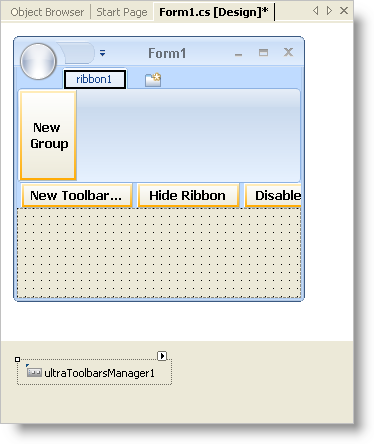 Object Browser Start Page Form1.cs [Design]*
Form1
ribbon1
New
Group
New Toolbar... Hide Ribbon Disable
ultraToolbarsManager1